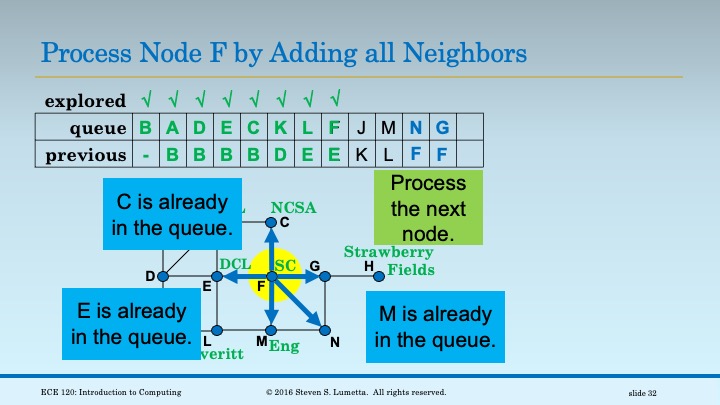 Process Node F by Adding all Neighbors
explored √ √ √ √ √ √ √ √
queue B A D E C K L F J M N G
previous - B B B B D E E K L F F
C is already
in the queue.
Process
the next
node.
L NCSA
C
Strawberry
Fields
D DCL SC G H
E F
E is already
in the queue.
M is already
in the queue.
L M Eng N
veritt
ECE 120: Introduction to Computing © 2016 Steven S. Lumetta. All rights reserved. slide 32